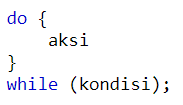 do {
    aksi
}
while (kondisi);